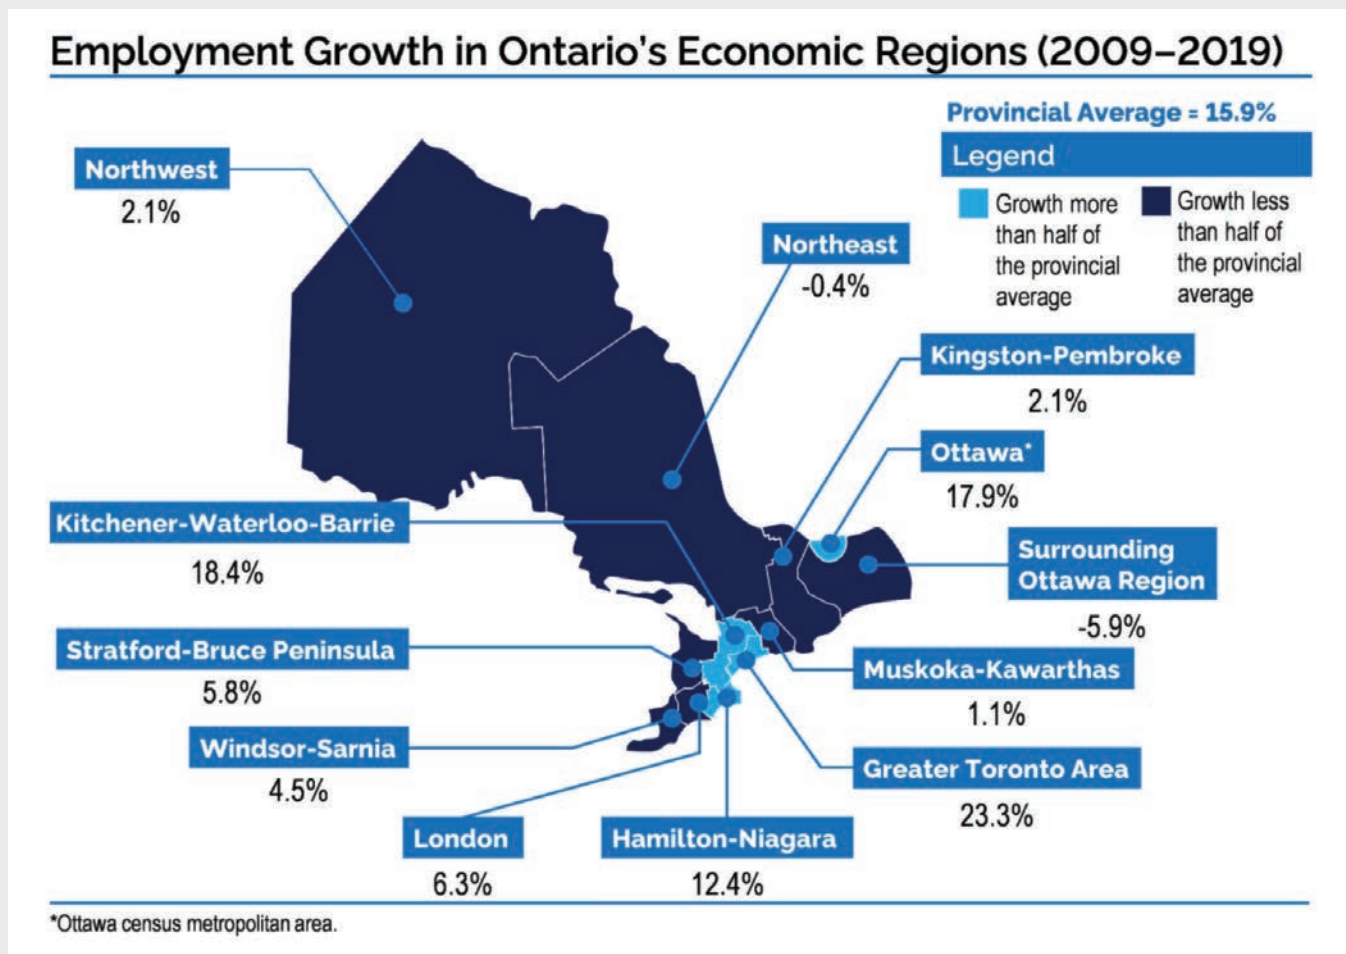 Employment Growth in Ontario's Economic Regions (2009–2019)
Provincial Average = 15.9%
Legend
Growth more
than half of
the provincial
average
Growth less
than half of
the provincial
average
Northwest
2.1%
Northeast
-0.4%
Kingston-Pembroke
2.1%
Ottawa*
17.9%
Kitchener-Waterloo-Barrie
18.4%
Surrounding
Ottawa Region
-5.9%
Stratford-Bruce Peninsula
5.8%
Muskoka-Kawarthas
1.1%
Windsor-Sarnia
4.5%
Greater Toronto Area
23.3%
London
6.3%
Hamilton-Niagara
12.4%
*Ottawa census metropolitan area.